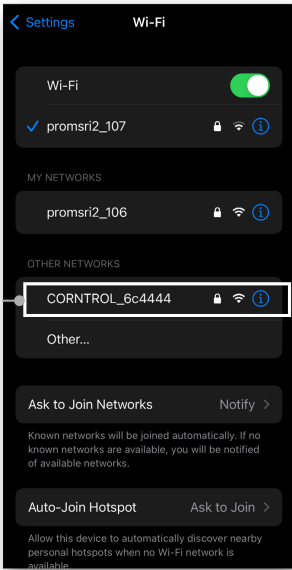 Settings
Wi-Fi
Wi-Fi
promsri2_107
MY NETWORKS
promsri2_106
OTHER NETWORKS
CORNTROL_6c4444
Other...
Ask to Join Networks Notify
Known networks will be joined automatically. If no
known networks are available, you will be notified
of available networks.
Auto-Join Hotspot Ask to Join
Allow this device to automatically discover nearby
personal hotspots when no Wi-Fi network is
available